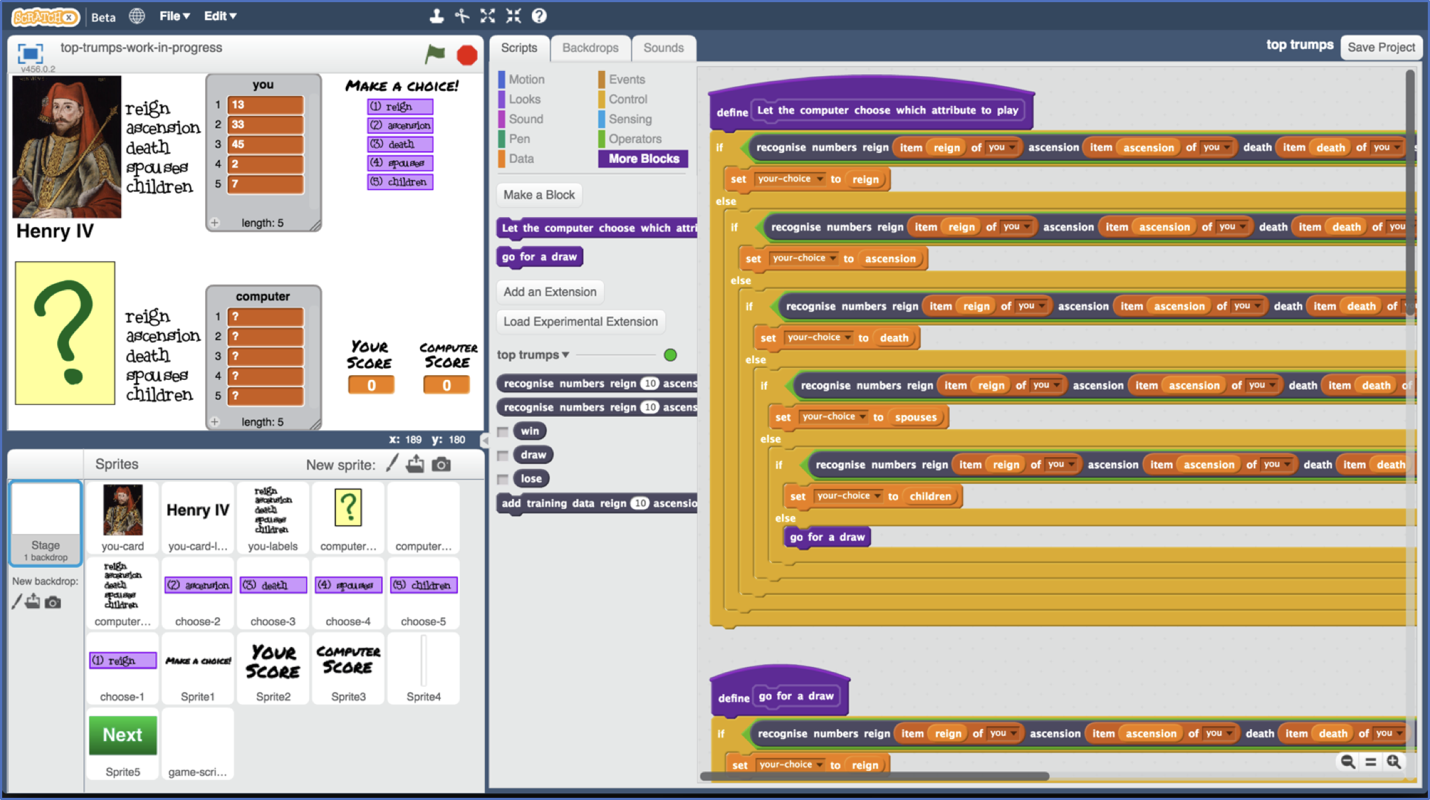 SCRATCHX Beta File Edit
top-trumps-work-in-progress
v456.0.2
reign
ascension
death
spouses
children
Henry IV
you
1 13
2 33
3 45
4 2
5 7
+ length: 5
MAKE A CHOICE!
(1) reign
(2) ascension
(3) death
(4) spouses
(5) children
?
reign
ascension
death
spouses
children
computer
1 ?
2 ?
3 ?
4 ?
5 ?
+ length: 5
YOUR SCORE
0
COMPUTER SCORE
0
x: 189 y: 180
Sprites New sprite:
Stage
1 backdrop
New backdrop:
you-card
Henry IV
you-card-l...
reign
ascension
death
spouses
children
you-labels
?
computer...
computer...
reign
ascension
death
spouses
children
computer...
(2) ascension
choose-2
(3) death
choose-3
(4) spouses
choose-4
(5) children
choose-5
(1) reign
choose-1
MAKE A CHOICE!
Sprite1
YOUR SCORE
Sprite2
COMPUTER SCORE
Sprite3
Sprite4
Next
Sprite5
game-scri...
Scripts Backdrops Sounds
Motion Events
Looks Control
Sound Sensing
Pen Operators
Data More Blocks
Make a Block
Let the computer choose which attri
go for a draw
Add an Extension
Load Experimental Extension
top trumps
recognise numbers reign 10 ascens
recognise numbers reign 10 ascens
win
draw
lose
add training data reign 10 ascensio
top trumps Save Project
define Let the computer choose which attribute to play
if recognise numbers reign item reign of you ascension item ascension of you death item death of you s
set your-choice to reign
else
if recognise numbers reign item reign of you ascension item ascension of you death item death of you
set your-choice to ascension
else
if recognise numbers reign item reign of you ascension item ascension of you death item death of
set your-choice to death
else
if recognise numbers reign item reign of you ascension item ascension of you death item death of
set your-choice to spouses
else
if recognise numbers reign item reign of you ascension item ascension of you death item death
set your-choice to children
else
go for a draw
define go for a draw
if recognise numbers reign item reign of you ascension item ascension of you death item death of you
set your-choice to reign